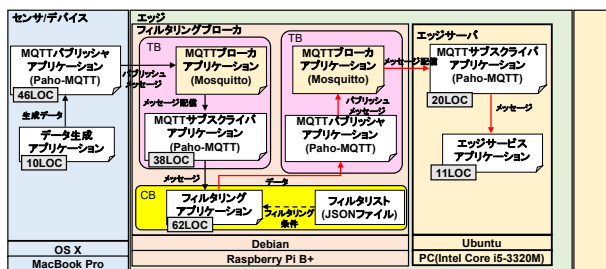 センサ/デバイス
MQTTパブリッシャ
アプリケーション
(Paho-MQTT)
46LOC
生成データ
データ生成
アプリケーション
10LOC
OS X
MacBook Pro
エッジ
フィルタリングブローカ
TB
MQTTブローカ
アプリケーション
(Mosquitto)
パブリッシュ
メッセージ
メッセージ配信
MQTTサブスクライバ
アプリケーション
(Paho-MQTT)
38LOC
メッセージ
TB
MQTTブローカ
アプリケーション
(Mosquitto)
パブリッシュ
メッセージ
MQTTパブリッシャ
アプリケーション
(Paho-MQTT)
データ
CB
フィルタリング
アプリケーション
62LOC
フィルタリング
条件
フィルタリスト
(JSONファイル)
Debian
Raspberry Pi B+
エッジサーバ
メッセージ配信
MQTTサブスクライバ
アプリケーション
(Paho-MQTT)
20LOC
メッセージ
エッジサービス
アプリケーション
11LOC
Ubuntu
PC(Intel Core i5-3320M)